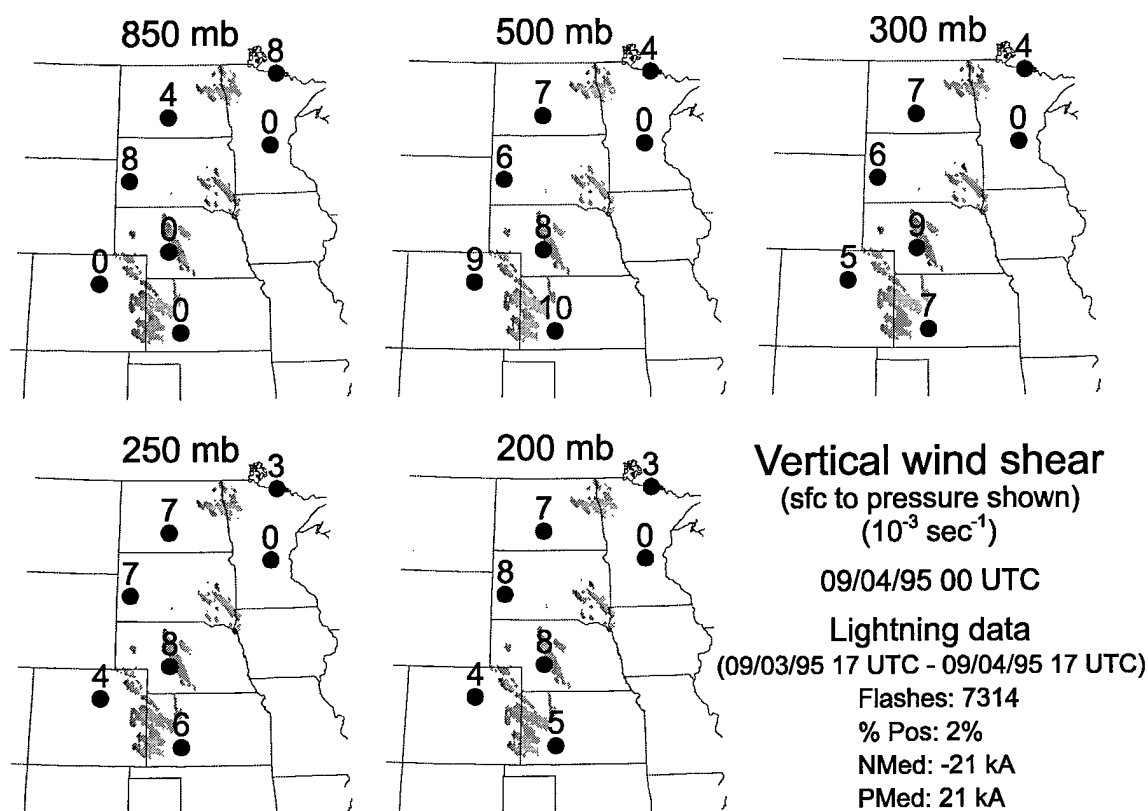 850 mb
8
4
0
8
0
0
0
500 mb
4
7
0
6
8
9
10
300 mb
4
7
0
6
9
5
7
250 mb
3
7
0
7
8
4
6
200 mb
3
7
0
8
8
4
5
Vertical wind shear
(sfc to pressure shown)
(10⁻³ sec⁻¹)
09/04/95 00 UTC
Lightning data
(09/03/95 17 UTC - 09/04/95 17 UTC)
Flashes: 7314
% Pos: 2%
NMed: -21 kA
PMed: 21 kA